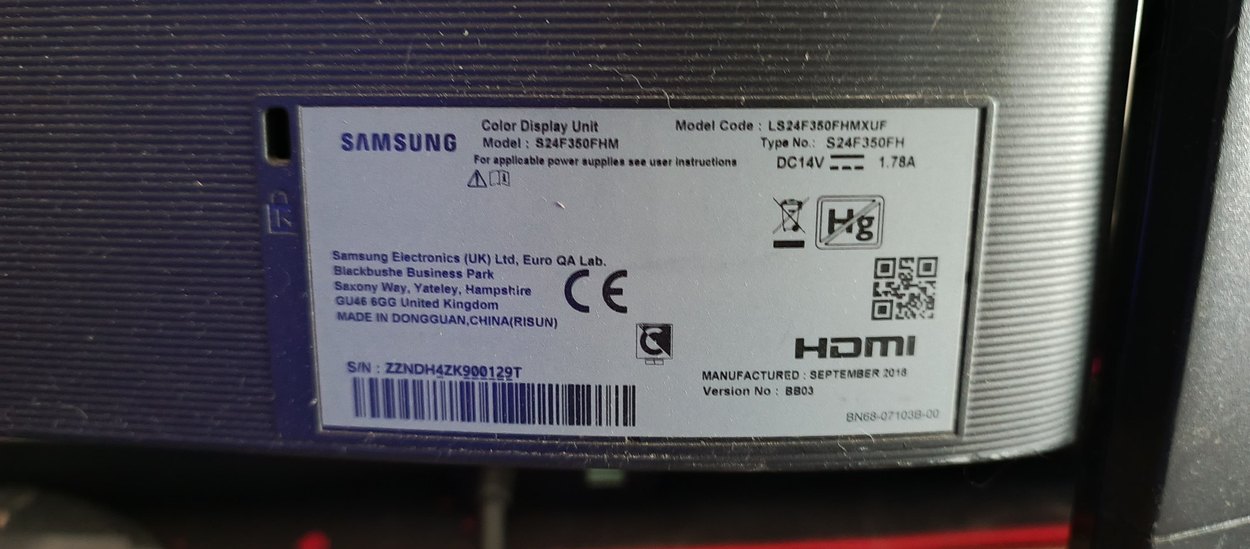 SAMSUNG
Color Display Unit
Model : S24F350FHM
For applicable power supplies see user instructions
Model Code : LS24F350FHMXUF
Type No.: S24F350FH
DC14V 1.78A
Hg
Samsung Electronics (UK) Ltd, Euro QA Lab.
Blackbushe Business Park
Saxony Way, Yateley, Hampshire
GU46 6GG United Kingdom
MADE IN DONGGUAN,CHINA(RISUN)
CE
C
HDMI
S/N : ZZNDH4ZK900129T
MANUFACTURED : SEPTEMBER 2018
Version No : BB03
BN68-07103B-00